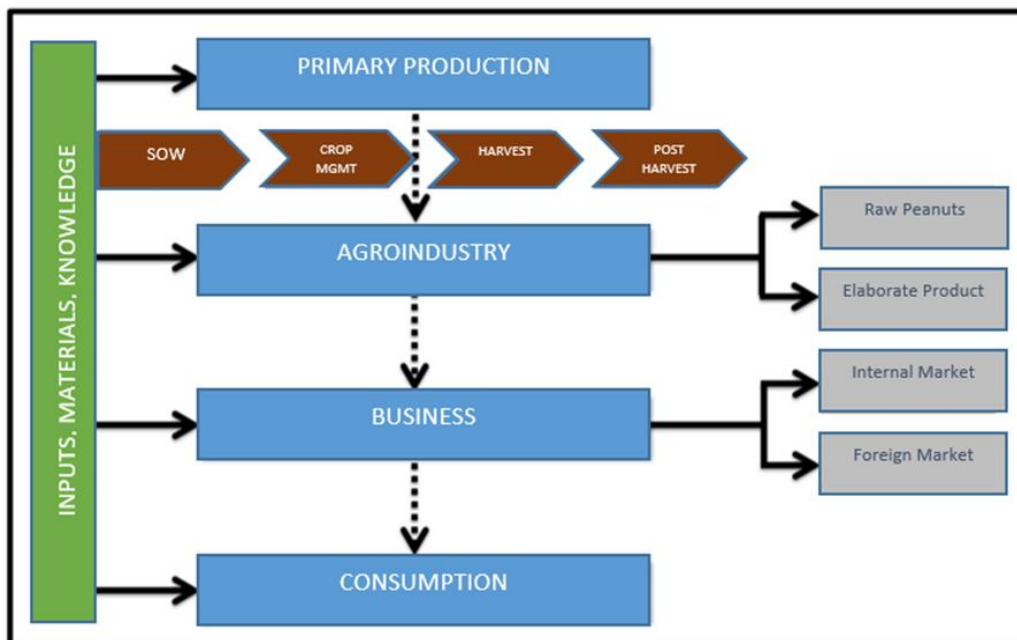 INPUTS, MATERIALS, KNOWLEDGE
PRIMARY PRODUCTION
SOW
CROP
MGMT
HARVEST
POST
HARVEST
AGROINDUSTRY
Raw Peanuts
Elaborate Product
BUSINESS
Internal Market
Foreign Market
CONSUMPTION